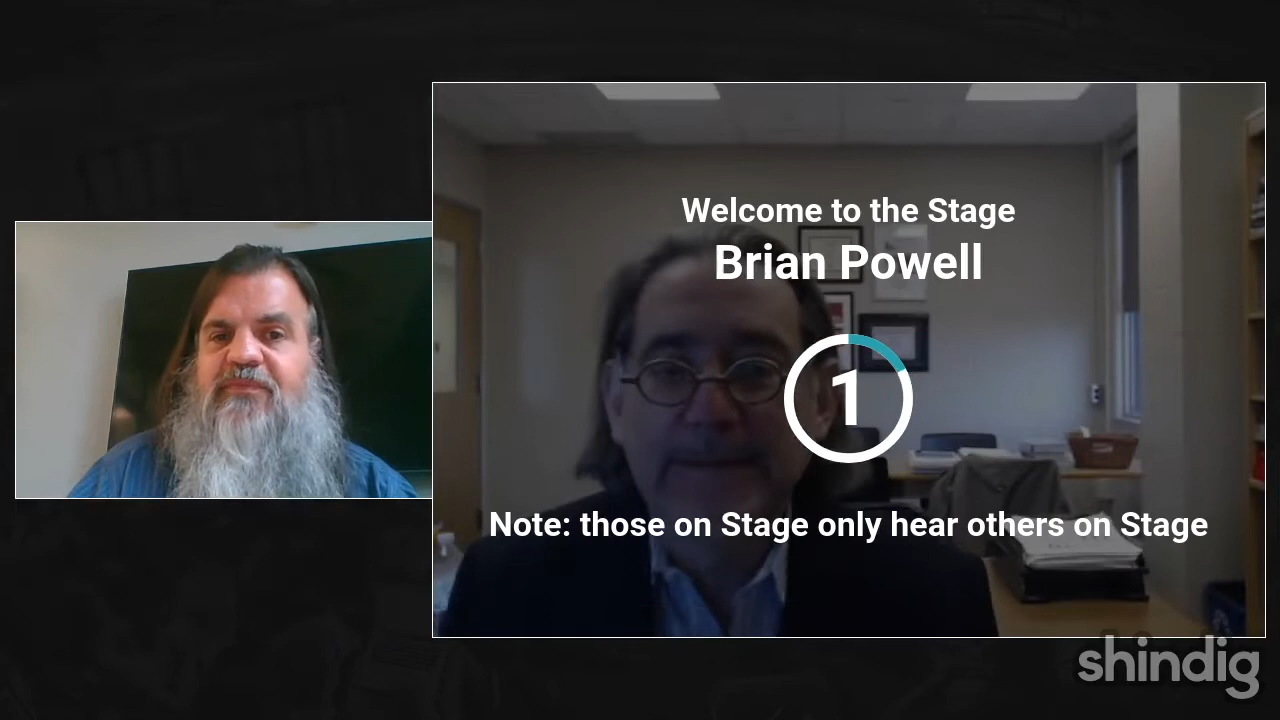 Welcome to the Stage
Brian Powell
1
Note: those on Stage only hear others on Stage
shindig